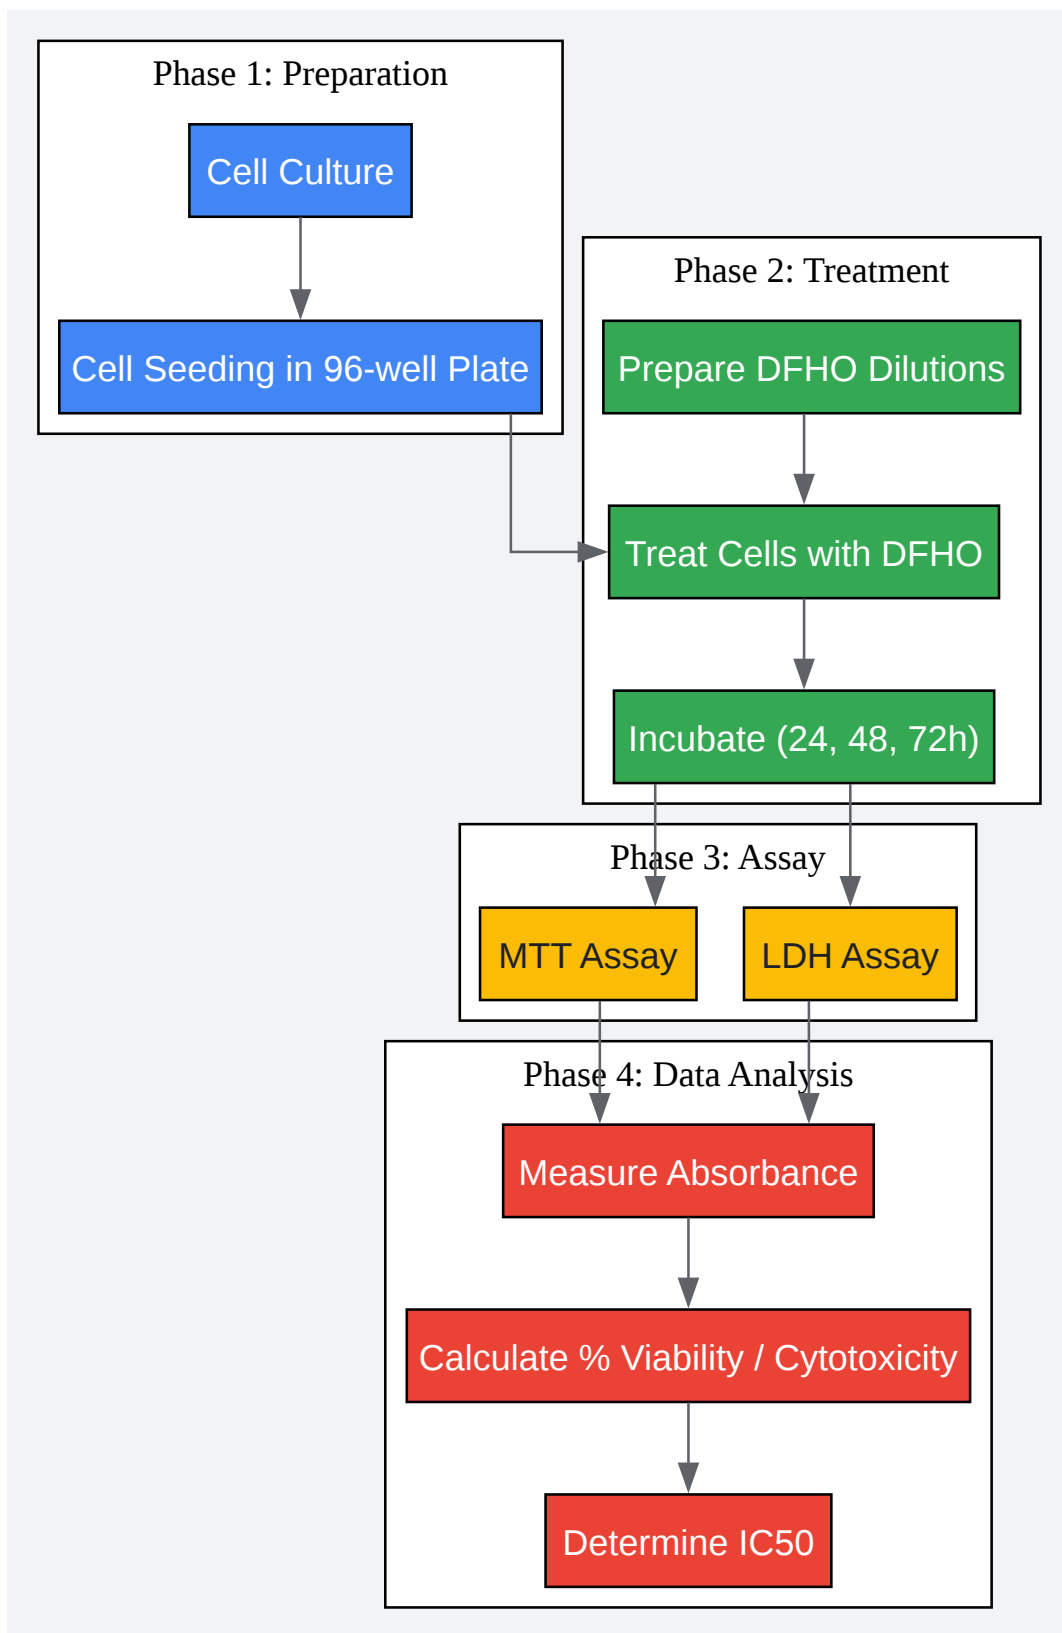 Phase 1: Preparation
Cell Culture
Cell Seeding in 96-well Plate
Phase 2: Treatment
Prepare DFHO Dilutions
Treat Cells with DFHO
Incubate (24, 48, 72h)
Phase 3: Assay
MTT Assay
LDH Assay
Phase 4: Data Analysis
Measure Absorbance
Calculate % Viability / Cytotoxicity
Determine IC50